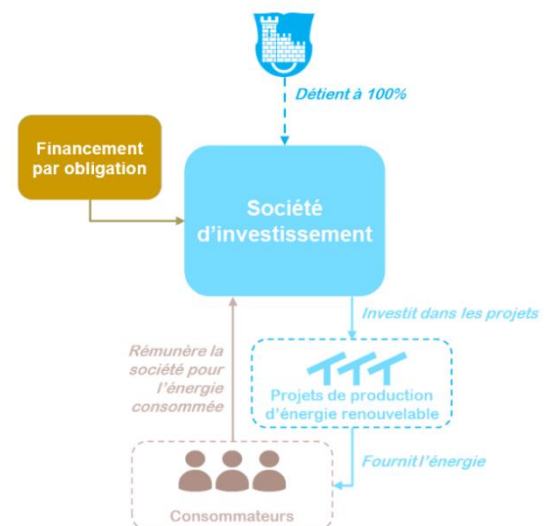 Détient à 100%
Financement
par obligation
Société
d'investissement
Investit dans les projets
Rémunère la
société pour
l'énergie
consommée
Projets de production
d'énergie renouvelable
Fournit l'énergie
Consommateurs